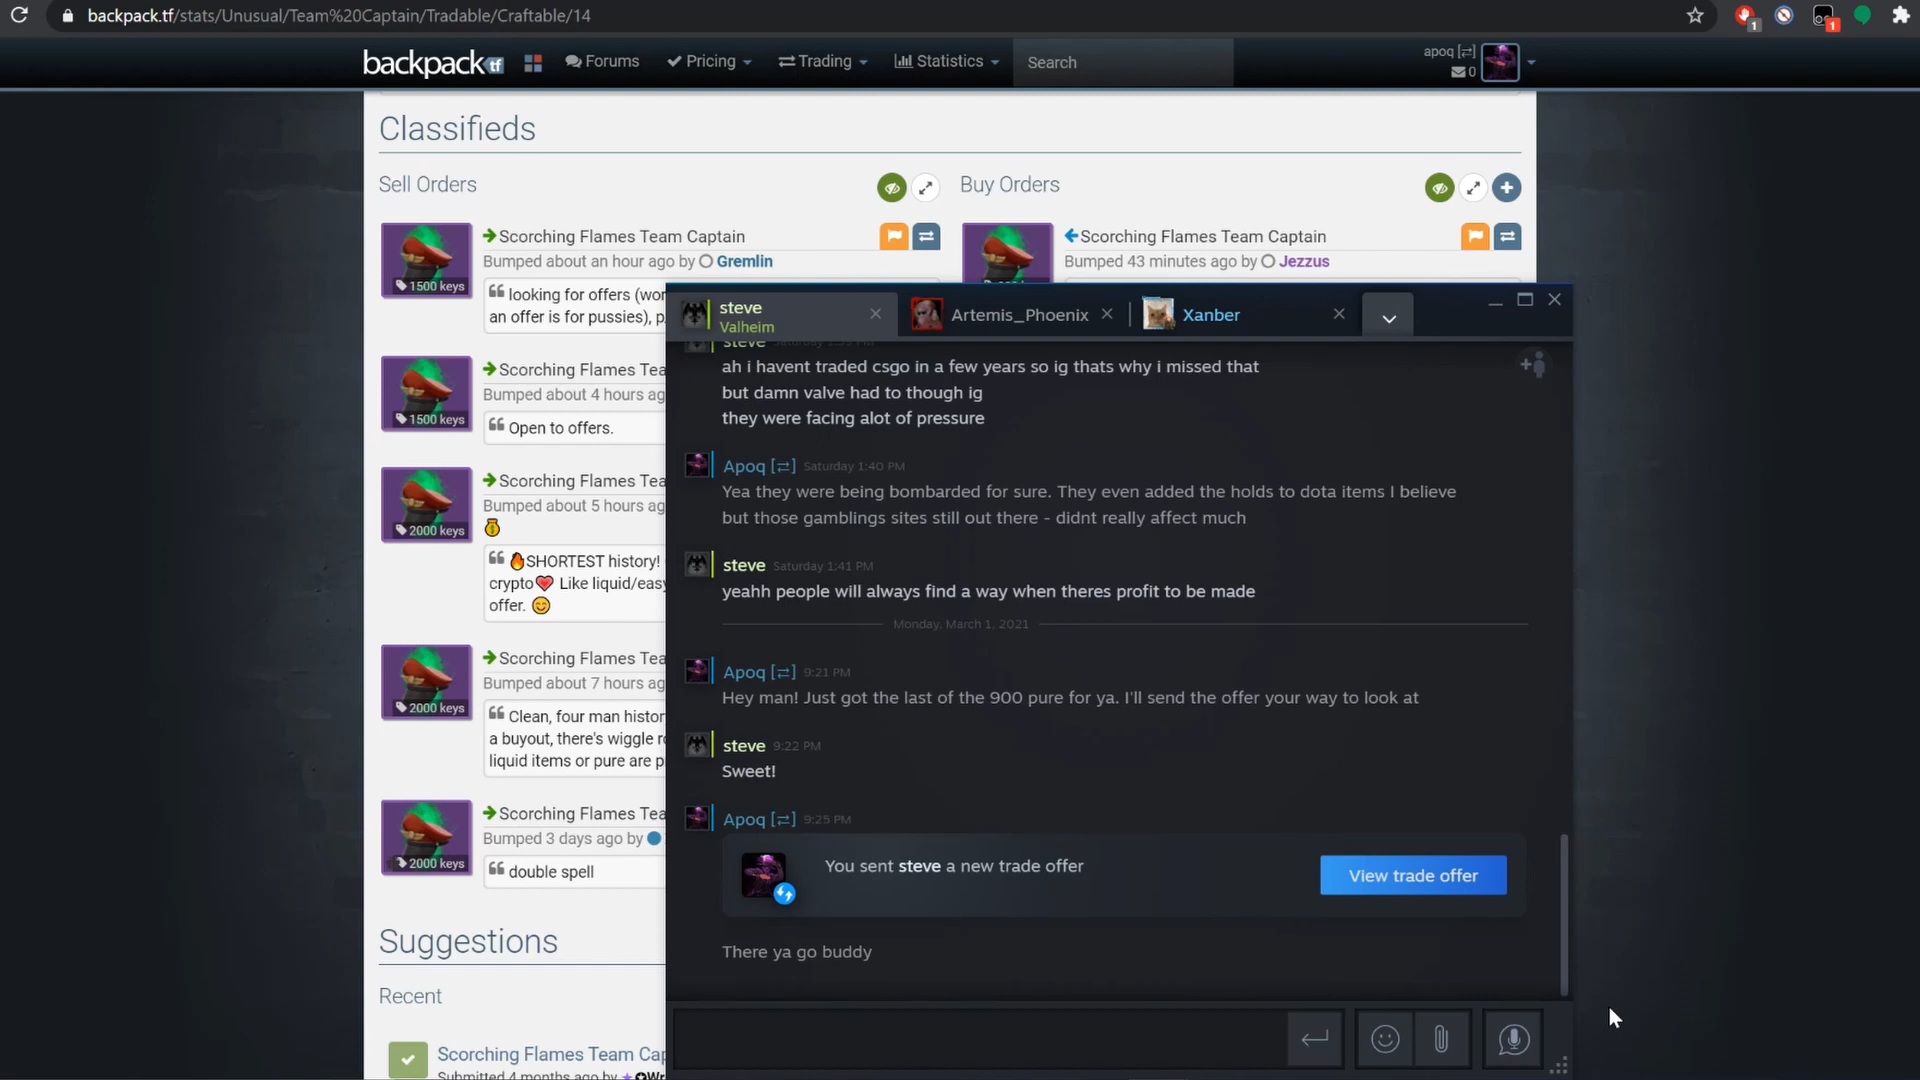 backpack.tf/stats/Unusual/Team%20Captain/Tradable/Craftable/14
1
1
backpack tf
Forums
Pricing
Trading
Statistics
Search
apoq [⇄]
0
Classifieds
Sell Orders
Buy Orders
Scorching Flames Team Captain
Bumped about an hour ago by Gremlin
1500 keys
looking for offers (wor
an offer is for pussies), p
Scorching Flames Team Captain
Bumped 43 minutes ago by Jezzus
Scorching Flames Tea
Bumped about 4 hours ag
1500 keys
Open to offers.
Scorching Flames Tea
Bumped about 5 hours ag
2000 keys
SHORTEST history!
crypto Like liquid/easy
offer.
Scorching Flames Tea
Bumped about 7 hours ag
2000 keys
Clean, four man histor
a buyout, there's wiggle ro
liquid items or pure are p
Scorching Flames Tea
Bumped 3 days ago by
2000 keys
double spell
Suggestions
Recent
Scorching Flames Team Cap
Submitted 4 months ago by
steve
Valheim
Artemis_Phoenix
Xanber
steve
ah i havent traded csgo in a few years so ig thats why i missed that
but damn valve had to though ig
they were facing alot of pressure
Apoq [⇄] Saturday 1:40 PM
Yea they were being bombarded for sure. They even added the holds to dota items I believe
but those gamblings sites still out there - didnt really affect much
steve Saturday 1:41 PM
yeahh people will always find a way when theres profit to be made
Monday, March 1, 2021
Apoq [⇄] 9:21 PM
Hey man! Just got the last of the 900 pure for ya. I'll send the offer your way to look at
steve 9:22 PM
Sweet!
Apoq [⇄] 9:25 PM
You sent steve a new trade offer
View trade offer
There ya go buddy